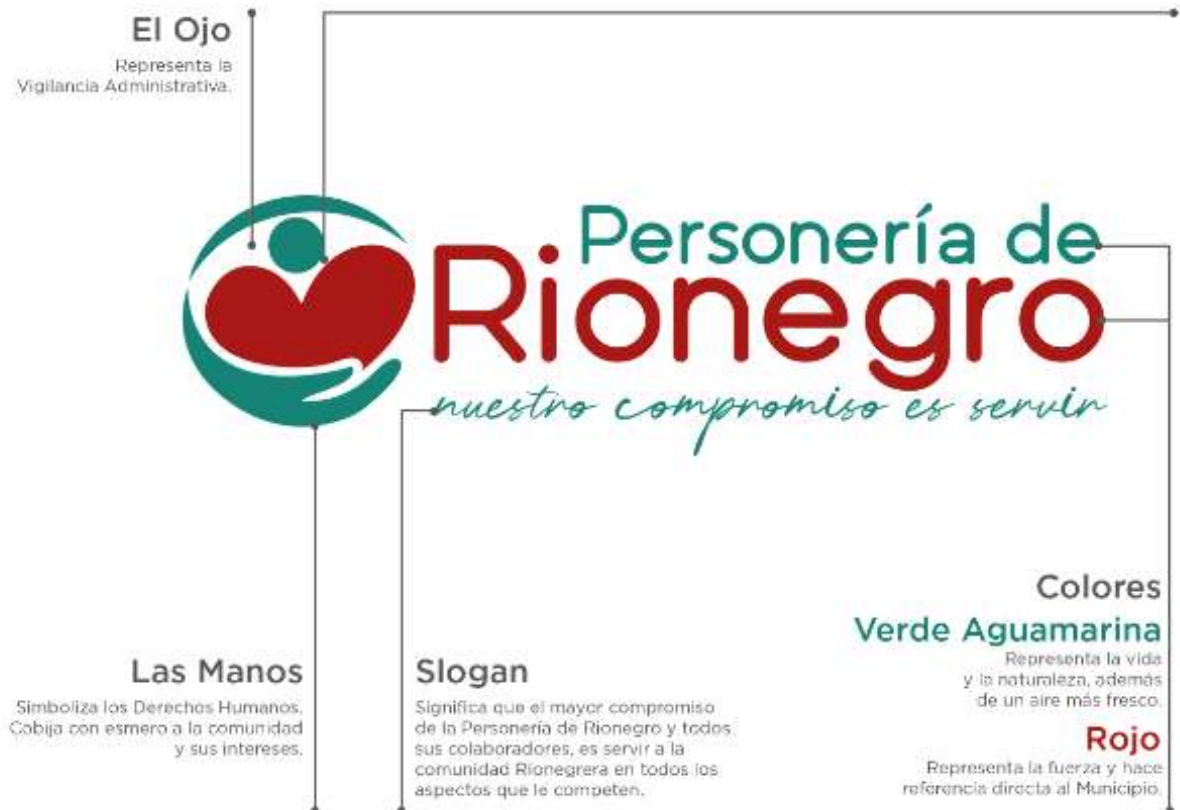 El Ojo
Representa la
Vigilancia Administrativa.
Personería de
Rionegro
nuestro compromiso es servir
Las Manos
Simboliza los Derechos Humanos.
Cobija con esmero a la comunidad
y sus intereses.
Slogan
Significa que el mayor compromiso
de la Personería de Rionegro y todos
sus colaboradores, es servir a la
comunidad Rionegrera en todos los
aspectos que le competen.
Colores
Verde Aguamarina
Representa la vida
y la naturaleza, además
de un aire más fresco.
Rojo
Representa la fuerza y hace
referencia directa al Municipio.